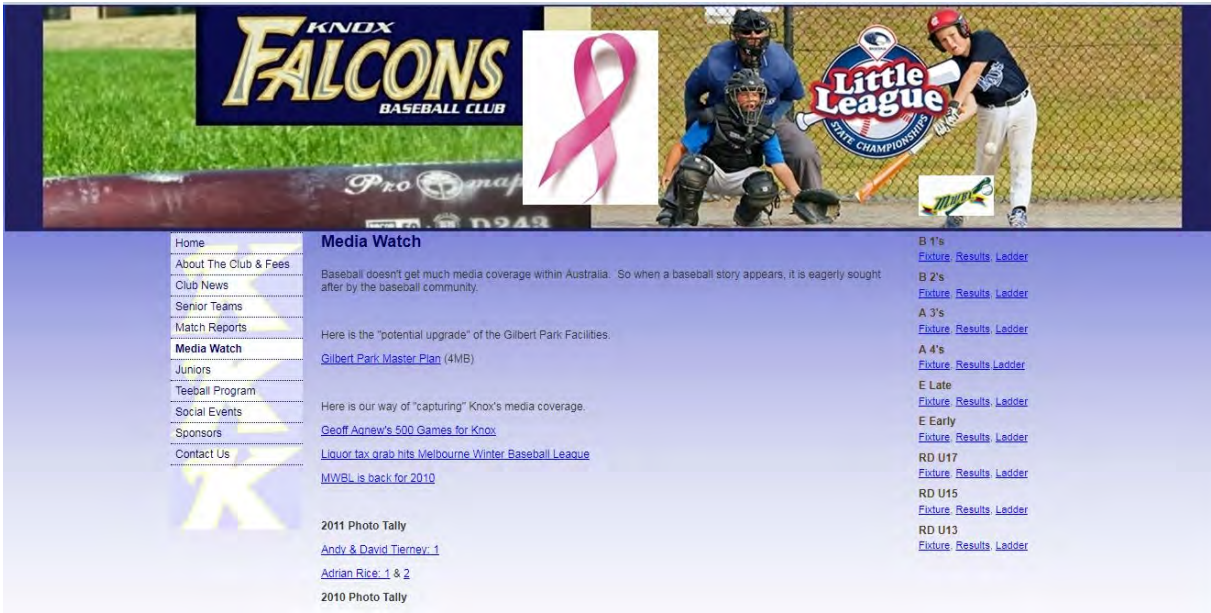 KNOX
FALCONS
BASEBALL CLUB
Pro map
D243
Little
League
STATE CHAMPIONSHIPS
MWBL
Home
About The Club & Fees
Club News
Senior Teams
Match Reports
Media Watch
Juniors
Teeball Program
Social Events
Sponsors
Contact Us
Media Watch
Baseball doesn't get much media coverage within Australia.  So when a baseball story appears, it is eagerly sought
after by the baseball community.
Here is the "potential upgrade" of the Gilbert Park Facilities.
Gilbert Park Master Plan (4MB)
Here is our way of "capturing" Knox's media coverage.
Geoff Agnew's 500 Games for Knox
Liquor tax grab hits Melbourne Winter Baseball League
MWBL is back for 2010
2011 Photo Tally
Andy & David Tierney: 1
Adrian Rice: 1 & 2
2010 Photo Tally
B 1's
Fixture, Results, Ladder
B 2's
Fixture, Results, Ladder
A 3's
Fixture, Results, Ladder
A 4's
Fixture, Results,Ladder
E Late
Fixture, Results, Ladder
E Early
Fixture, Results, Ladder
RD U17
Fixture, Results, Ladder
RD U15
Fixture, Results, Ladder
RD U13
Fixture, Results, Ladder